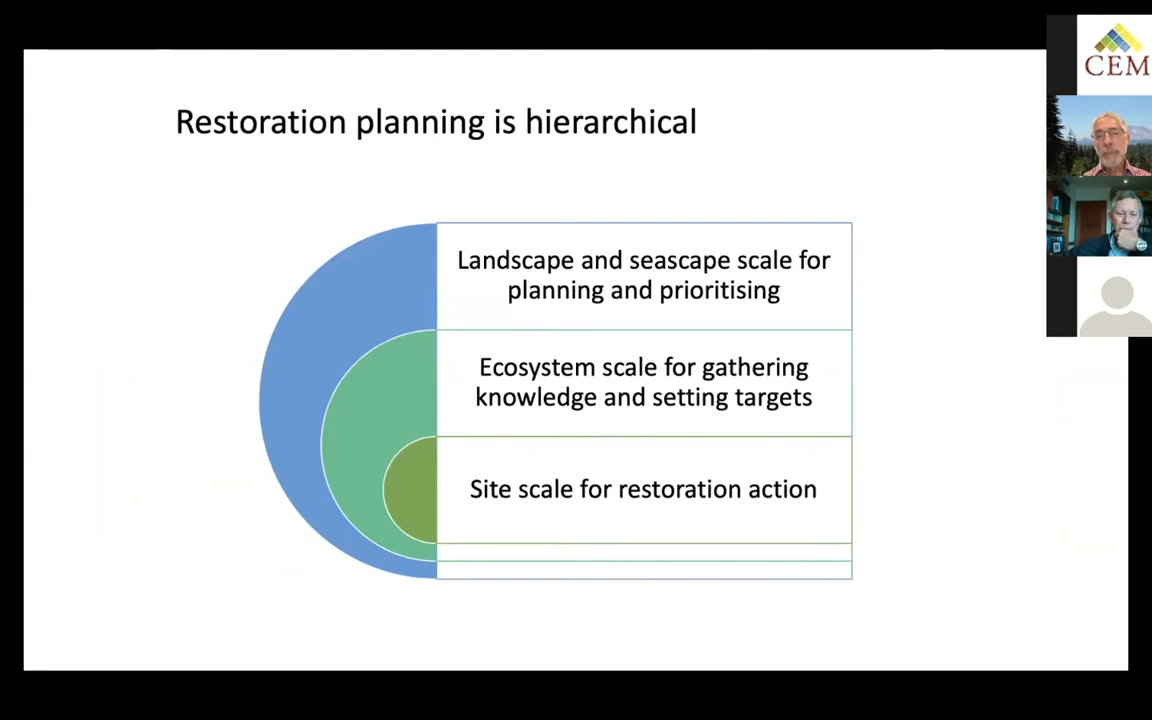 CEM
Restoration planning is hierarchical
Landscape and seascape scale for
planning and prioritising
Ecosystem scale for gathering
knowledge and setting targets
Site scale for restoration action